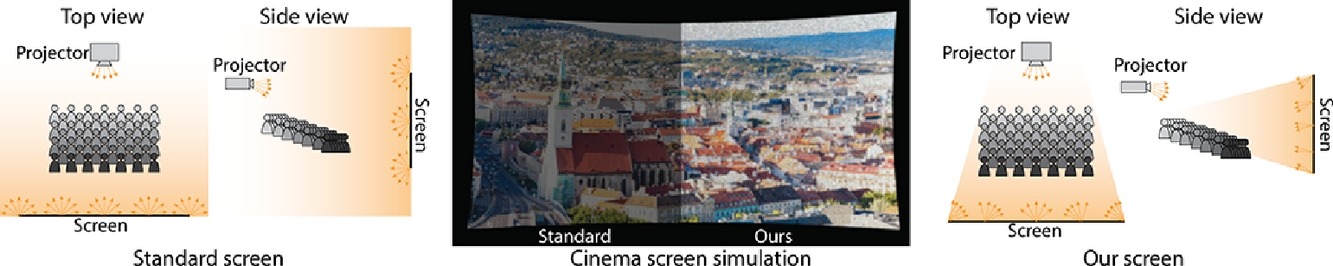 Top view
Side view
Projector
Projector
Screen
Screen
Standard screen
Standard
Ours
Cinema screen simulation
Top view
Side view
Projector
Projector
Screen
Screen
Our screen